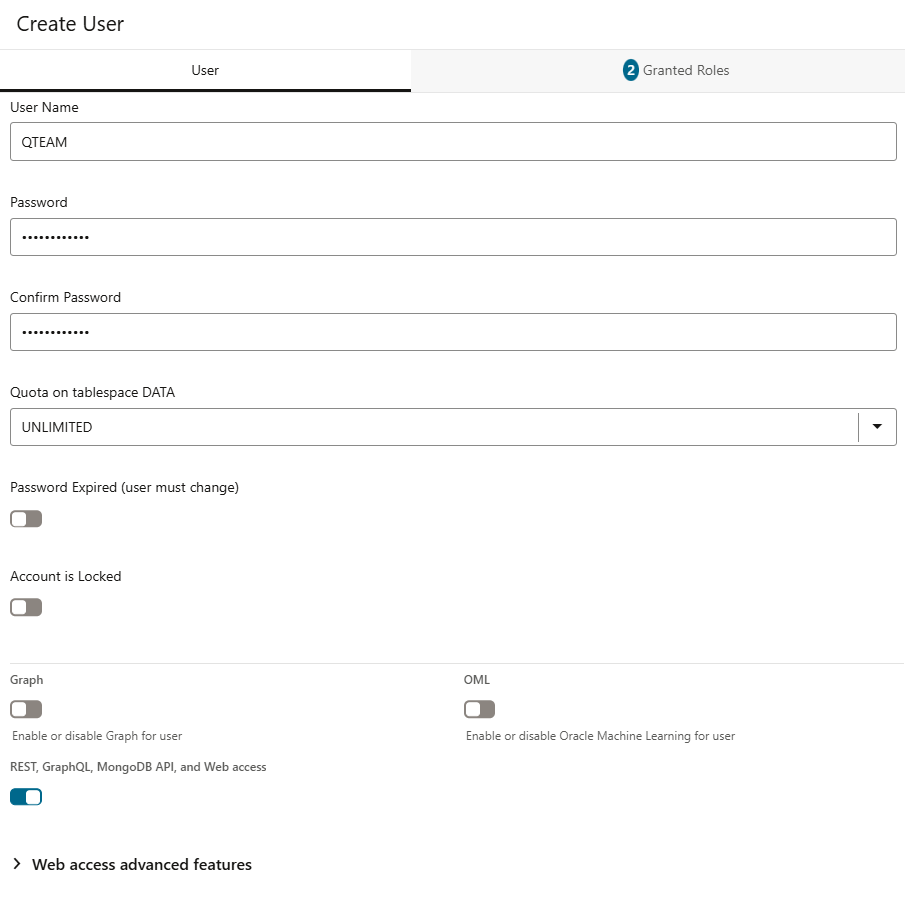 Create User
User
2 Granted Roles
User Name
QTEAM
Password
••••••••••••
Confirm Password
••••••••••••
Quota on tablespace DATA
UNLIMITED
Password Expired (user must change)
Account is Locked
Graph
OML
Enable or disable Graph for user
Enable or disable Oracle Machine Learning for user
REST, GraphQL, MongoDB API, and Web access
Web access advanced features